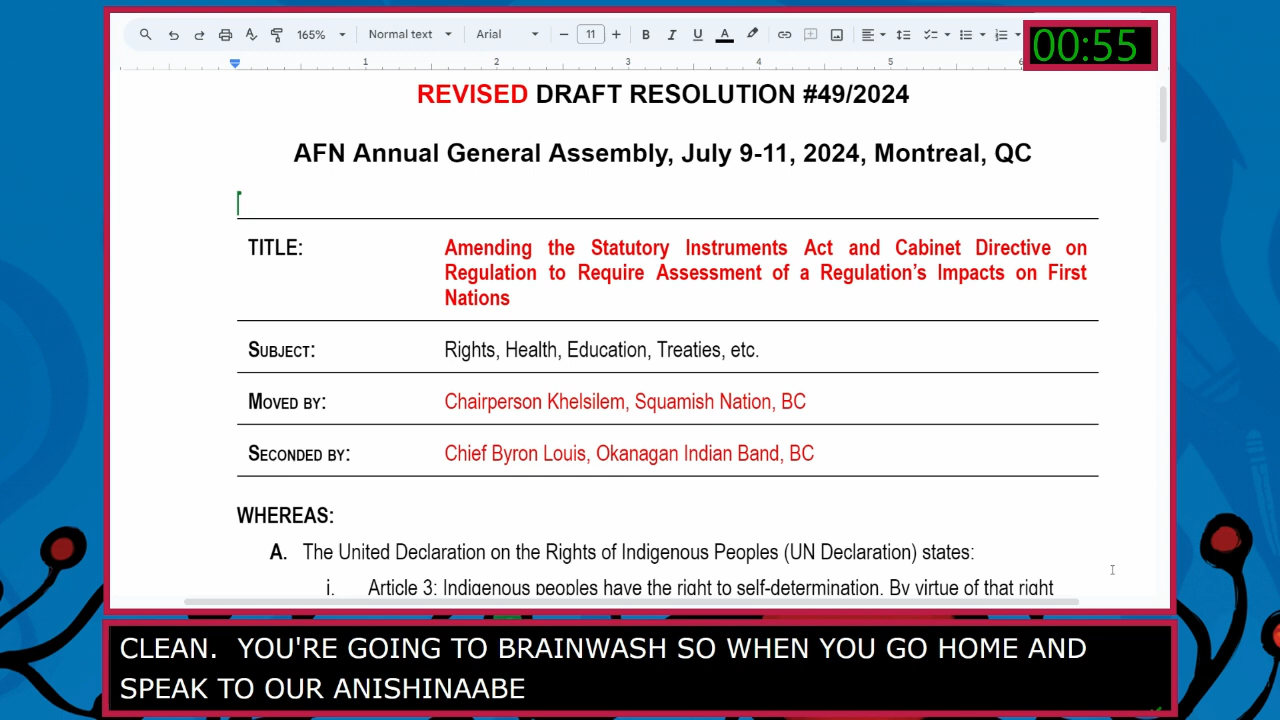 165%
Normal text
Arial
11
00:55
1
2
3
4
5
REVISED DRAFT RESOLUTION #49/2024
AFN Annual General Assembly, July 9-11, 2024, Montreal, QC
TITLE: Amending the Statutory Instruments Act and Cabinet Directive on
Regulation to Require Assessment of a Regulation’s Impacts on First
Nations
SUBJECT: Rights, Health, Education, Treaties, etc.
MOVED BY: Chairperson Khelsilem, Squamish Nation, BC
SECONDED BY: Chief Byron Louis, Okanagan Indian Band, BC
WHEREAS:
A. The United Declaration on the Rights of Indigenous Peoples (UN Declaration) states:
i. Article 3: Indigenous peoples have the right to self-determination. By virtue of that right
CLEAN. YOU'RE GOING TO BRAINWASH SO WHEN YOU GO HOME AND
SPEAK TO OUR ANISHINAABE